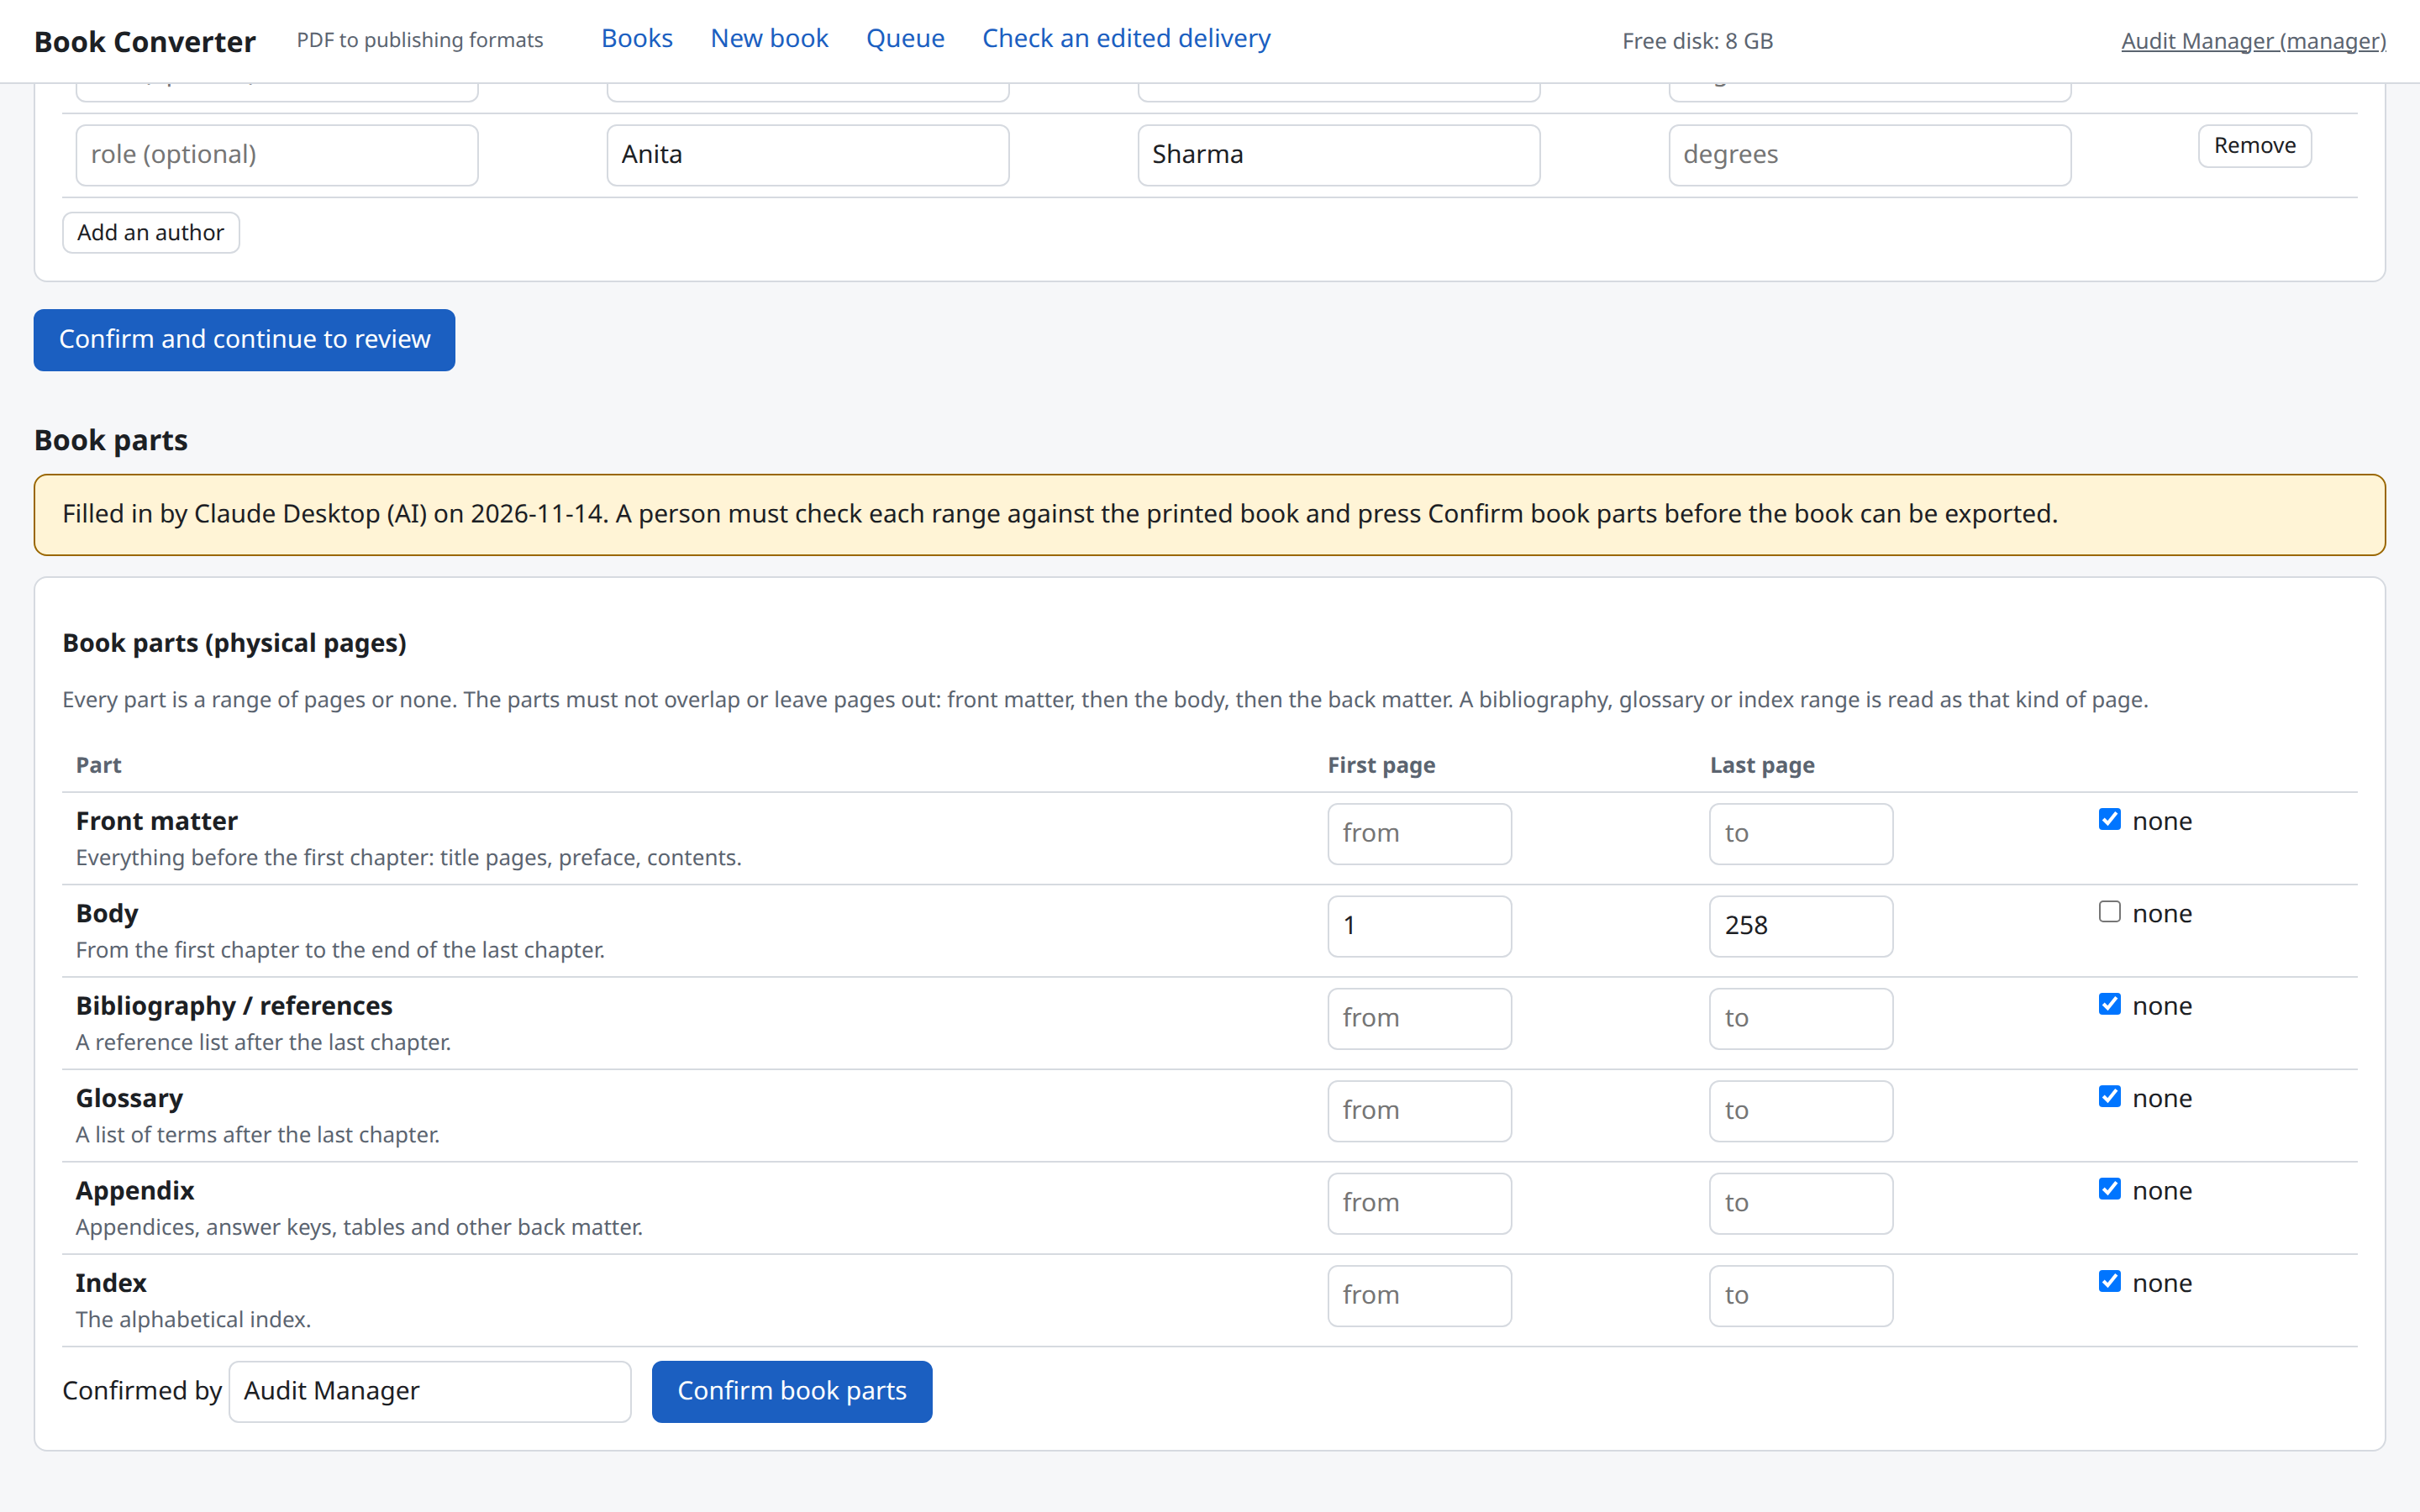 Book Converter PDF to publishing formats Books New book Queue Check an edited delivery Free disk: 8 GB Audit Manager (manager)
role (optional) Anita Sharma degrees Remove
Add an author
Confirm and continue to review
Book parts
Filled in by Claude Desktop (AI) on 2026-11-14. A person must check each range against the printed book and press Confirm book parts before the book can be exported.
Book parts (physical pages)
Every part is a range of pages or none. The parts must not overlap or leave pages out: front matter, then the body, then the back matter. A bibliography, glossary or index range is read as that kind of page.
Part First page Last page
Front matter from to none
Everything before the first chapter: title pages, preface, contents.
Body 1 258 none
From the first chapter to the end of the last chapter.
Bibliography / references from to none
A reference list after the last chapter.
Glossary from to none
A list of terms after the last chapter.
Appendix from to none
Appendices, answer keys, tables and other back matter.
Index from to none
The alphabetical index.
Confirmed by Audit Manager Confirm book parts